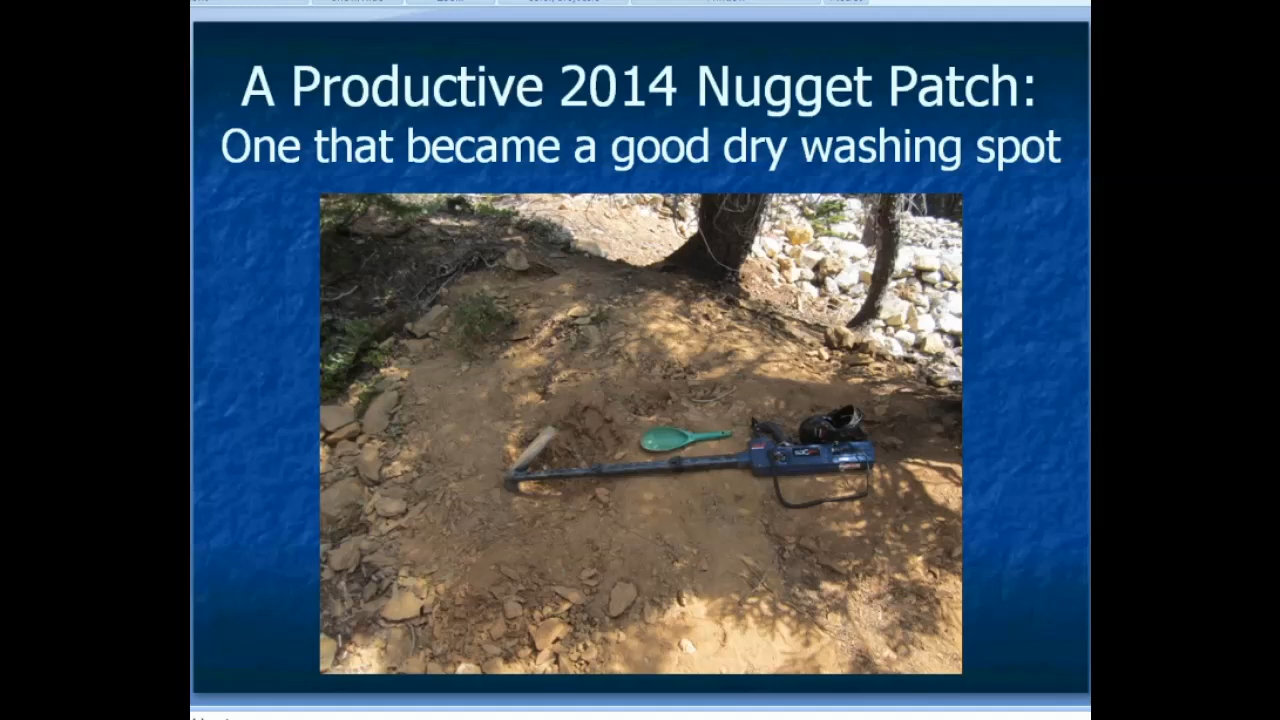 A Productive 2014 Nugget Patch:
One that became a good dry washing spot